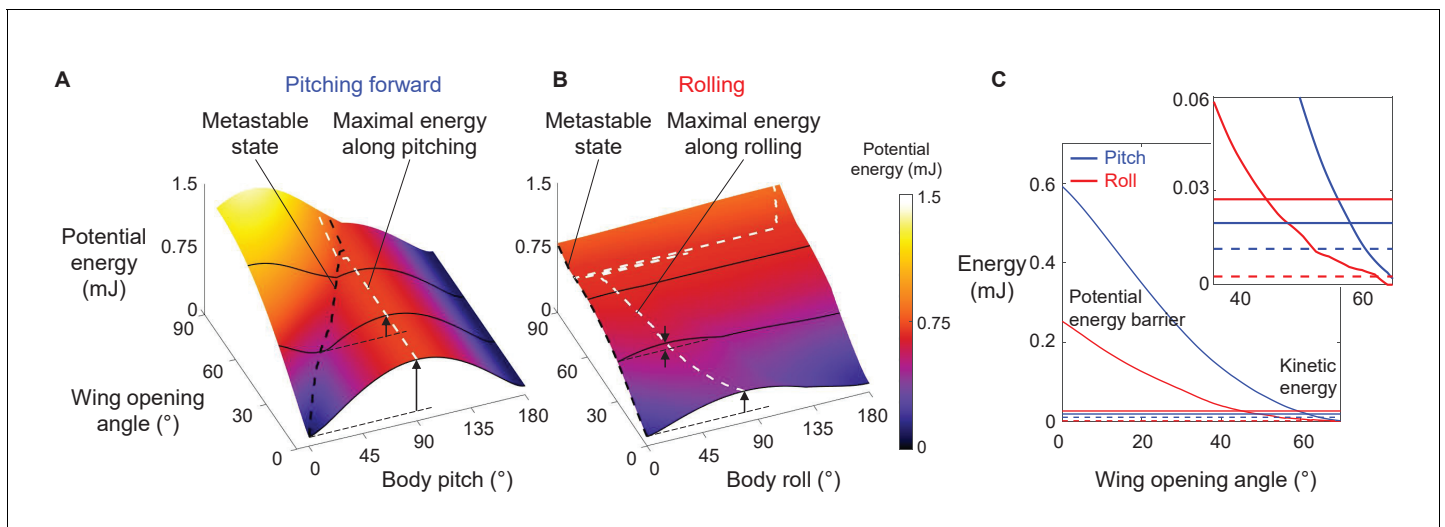 A
Pitching forward
Metastable
state
Maximal energy
along pitching
1.5
0.75
0
Potential
energy
(mJ)
90
60
30
0
Wing opening
angle (°)
0
45
90
135
180
Body pitch (°)
B
Rolling
Metastable
state
Maximal energy
along rolling
1.5
0.75
0
90
60
30
0
0
45
90
135
180
Body roll (°)
Potential
energy (mJ)
1.5
0.75
0
C
Pitch
Roll
0.06
0.03
0
40
60
Energy
(mJ)
0.6
0.4
0.2
0
Potential
energy barrier
Kinetic
energy
0
20
40
60
Wing opening angle (°)